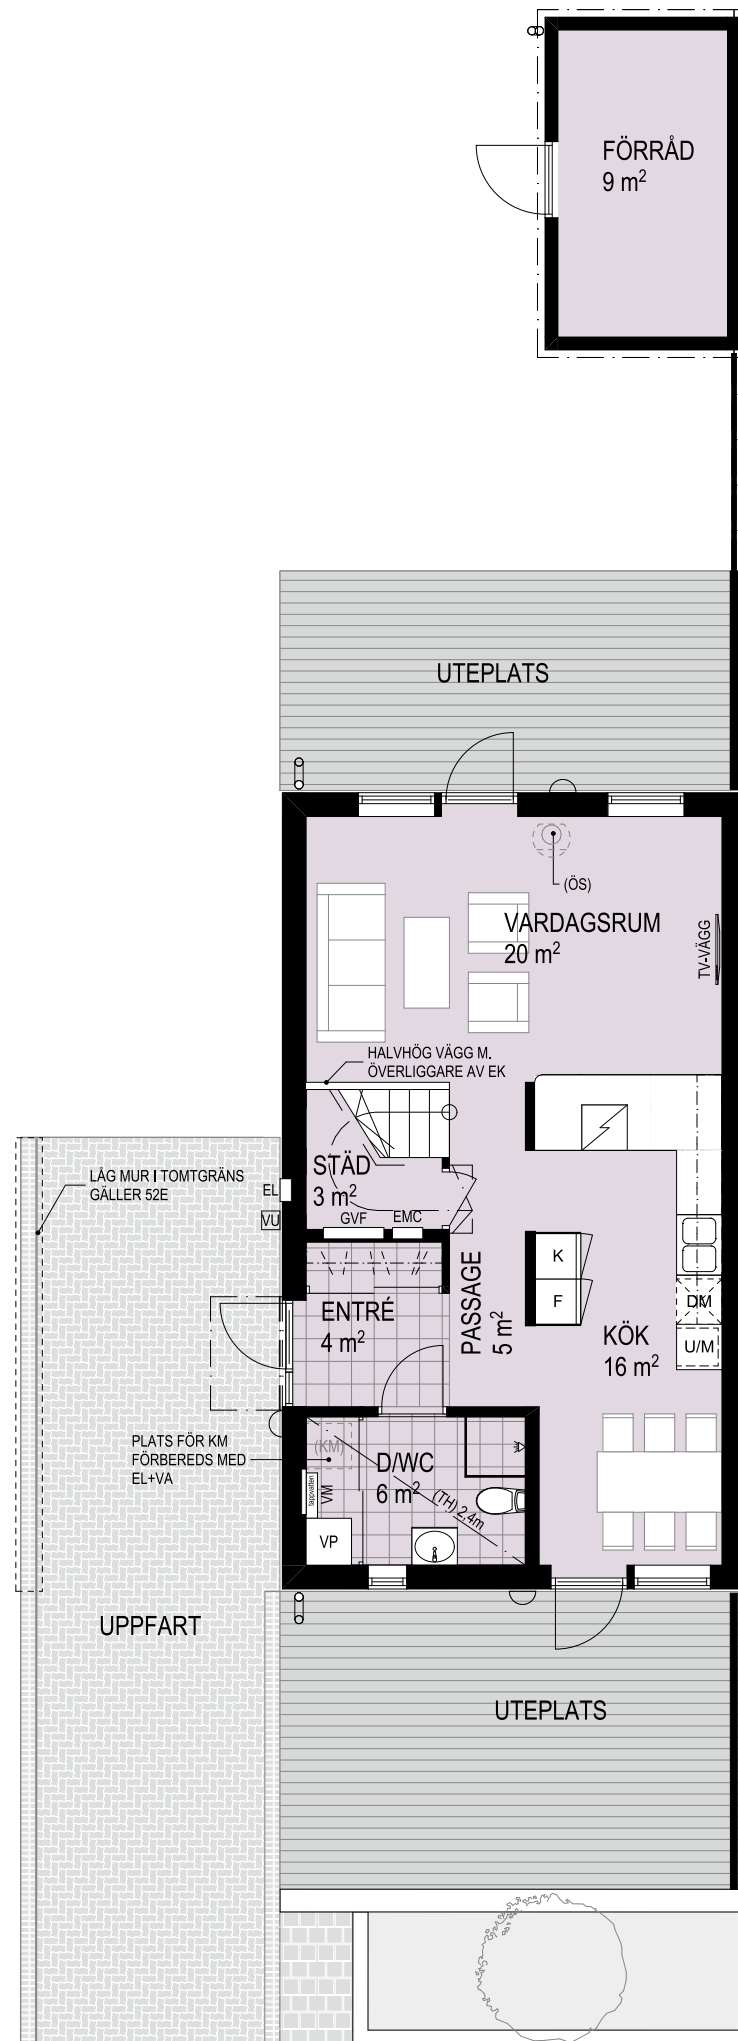 FÖRRÅD
9 m²
UTEPLATS
(ÖS)
VARDAGSRUM
20 m²
TV-VÄGG
HALVHÖG VÄGG M.
ÖVERLIGGARE AV EK
LÅG MUR I TOMTGRÄNS
GÄLLER 52E
STÄD
3 m²
EL
VU
GVF
EMC
K
F
PASSAGE
5 m²
ENTRÉ
4 m²
DM
U/M
KÖK
16 m²
PLATS FÖR KM
FÖRBEREDS MED
EL+VA
(KM)
D/WC
6 m²
(TH) 2,4m
tappvatten
VM
VP
UPPFART
UTEPLATS